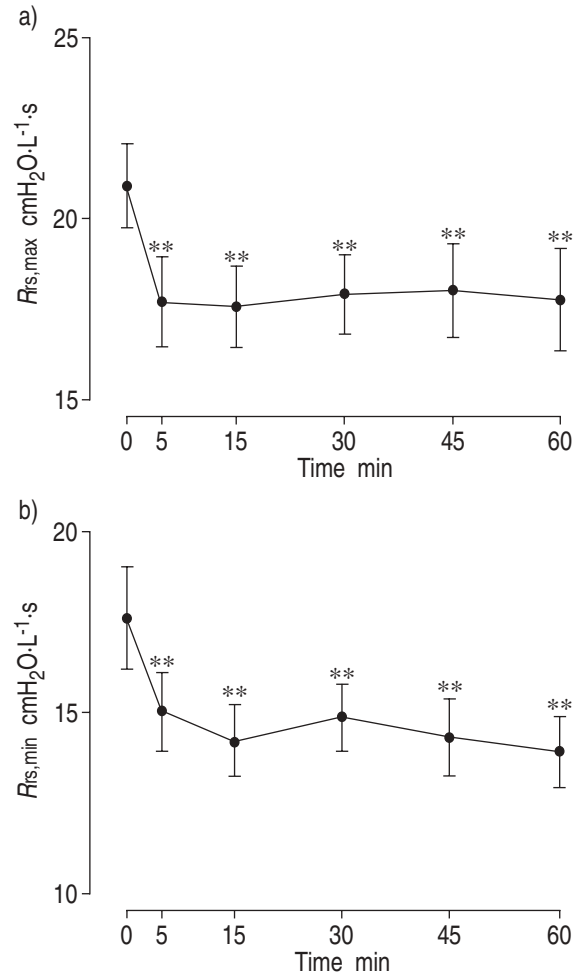 a)
25
20
15
Rrs,max cmH₂O·L⁻¹·s
** ** ** ** **
0 5 15 30 45 60
Time min
b)
20
15
10
Rrs,min cmH₂O·L⁻¹·s
** ** ** ** **
0 5 15 30 45 60
Time min